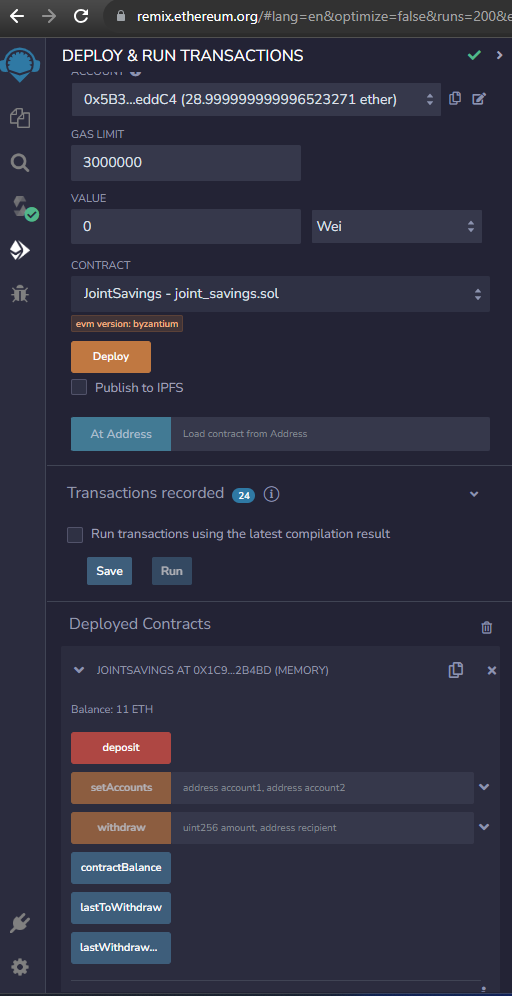 remix.ethereum.org/#lang=en&optimize=false&runs=200&e
DEPLOY & RUN TRANSACTIONS
ACCOUNT
0x5B3...eddC4 (28.999999999996523271 ether)
GAS LIMIT
3000000
VALUE
0
Wei
CONTRACT
JointSavings - joint_savings.sol
evm version: byzantium
Deploy
Publish to IPFS
At Address
Load contract from Address
Transactions recorded 24
Run transactions using the latest compilation result
Save
Run
Deployed Contracts
JOINTSAVINGS AT 0X1C9...2B4BD (MEMORY)
Balance: 11 ETH
deposit
setAccounts
address account1, address account2
withdraw
uint256 amount, address recipient
contractBalance
lastToWithdraw
lastWithdraw...